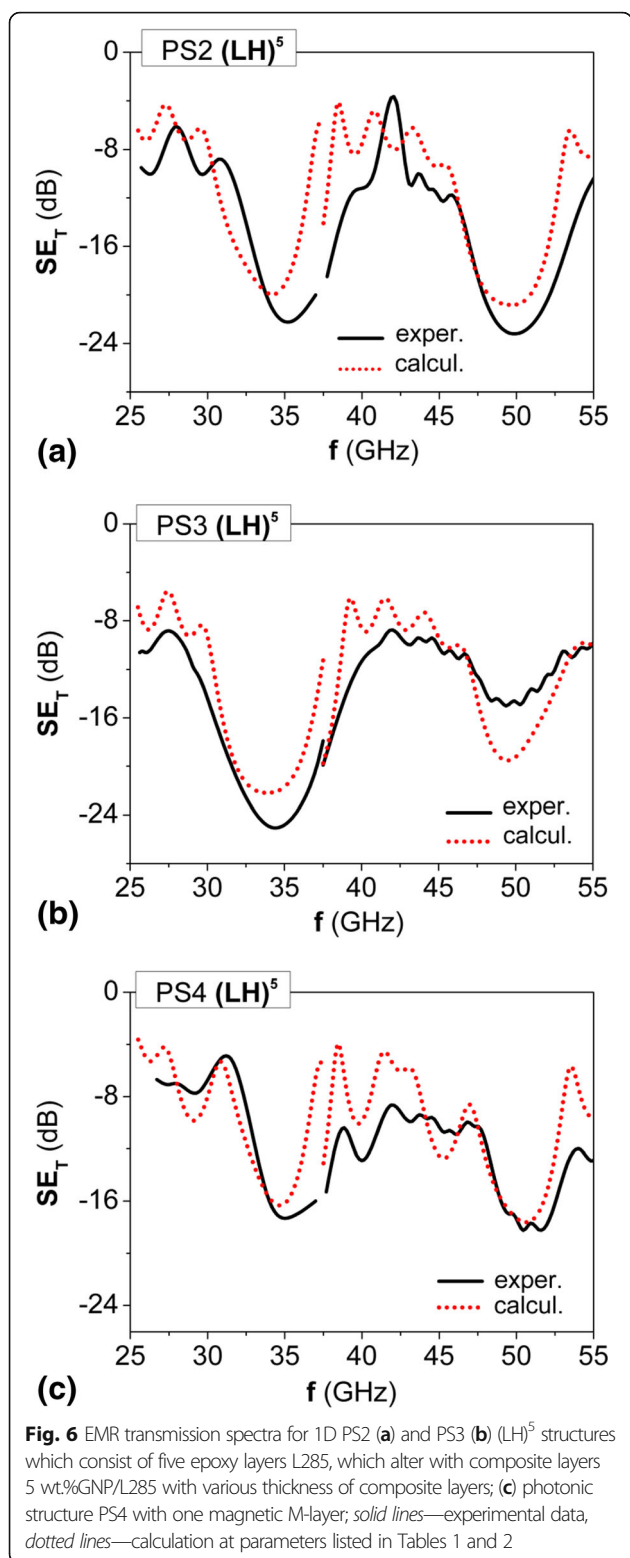 PS2 (LH)⁵
0
-8
-16
-24
SE_T (dB)
exper.
calcul.
25 30 35 40 45 50 55
f (GHz)
(a)
PS3 (LH)⁵
0
-8
-16
-24
SE_T (dB)
exper.
calcul.
25 30 35 40 45 50 55
f (GHz)
(b)
PS4 (LH)⁵
0
-8
-16
-24
SE_T (dB)
exper.
calcul.
25 30 35 40 45 50 55
f (GHz)
(c)
Fig. 6 EMR transmission spectra for 1D PS2 (a) and PS3 (b) (LH)⁵ structures
which consist of five epoxy layers L285, which alter with composite layers
5 wt.%GNP/L285 with various thickness of composite layers; (c) photonic
structure PS4 with one magnetic M-layer; solid lines—experimental data,
dotted lines—calculation at parameters listed in Tables 1 and 2